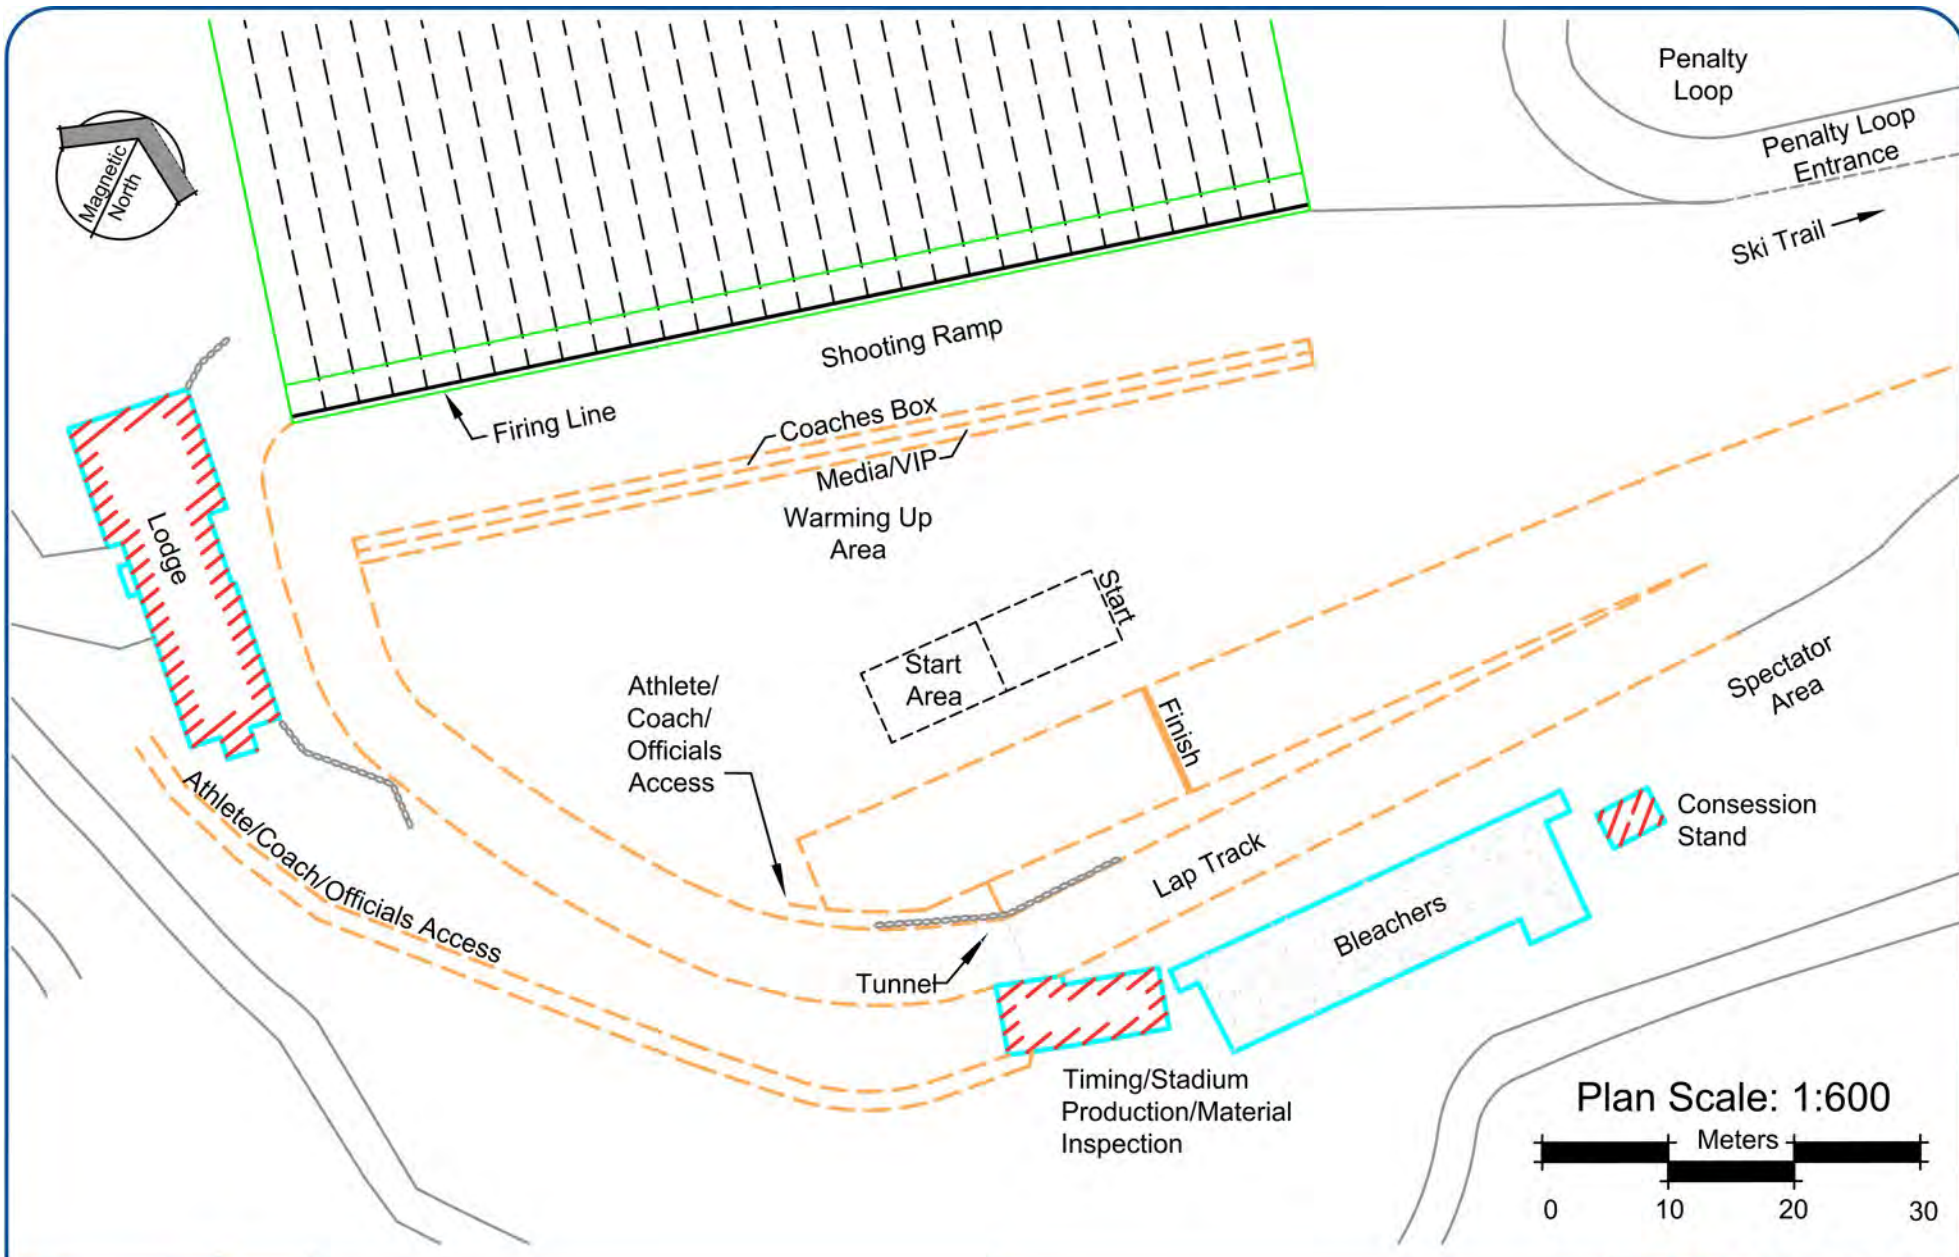 Penalty
Loop
Penalty Loop
Entrance
Magnetic
North
Ski Trail
Shooting Ramp
Firing Line
Coaches Box
Media/VIP
Warming Up
Area
Lodge
Start
Start
Area
Athlete/
Coach/
Officials
Access
Finish
Spectator
Area
Athlete/Coach/Officials Access
Consession
Stand
Lap Track
Bleachers
Tunnel
Timing/Stadium
Production/Material
Inspection
Plan Scale: 1:600
Meters
0 10 20 30